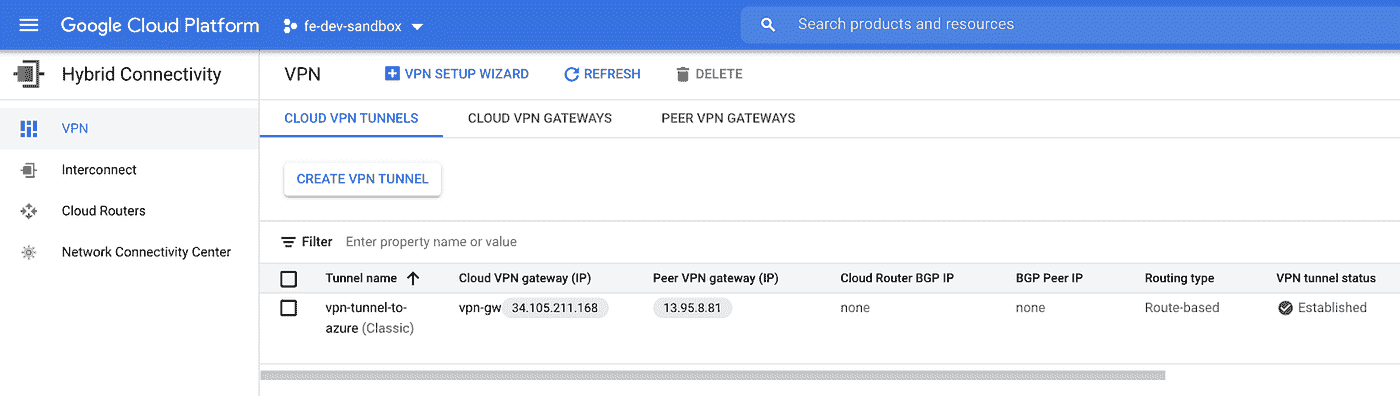 Google Cloud Platform fe-dev-sandbox Search products and resources
Hybrid Connectivity VPN VPN SETUP WIZARD REFRESH DELETE
VPN
Interconnect
Cloud Routers
Network Connectivity Center
CLOUD VPN TUNNELS CLOUD VPN GATEWAYS PEER VPN GATEWAYS
CREATE VPN TUNNEL
Filter Enter property name or value
Tunnel name Cloud VPN gateway (IP) Peer VPN gateway (IP) Cloud Router BGP IP BGP Peer IP Routing type VPN tunnel status
vpn-tunnel-to- vpn-gw 34.105.211.168 13.95.8.81 none none Route-based Established
azure (Classic)